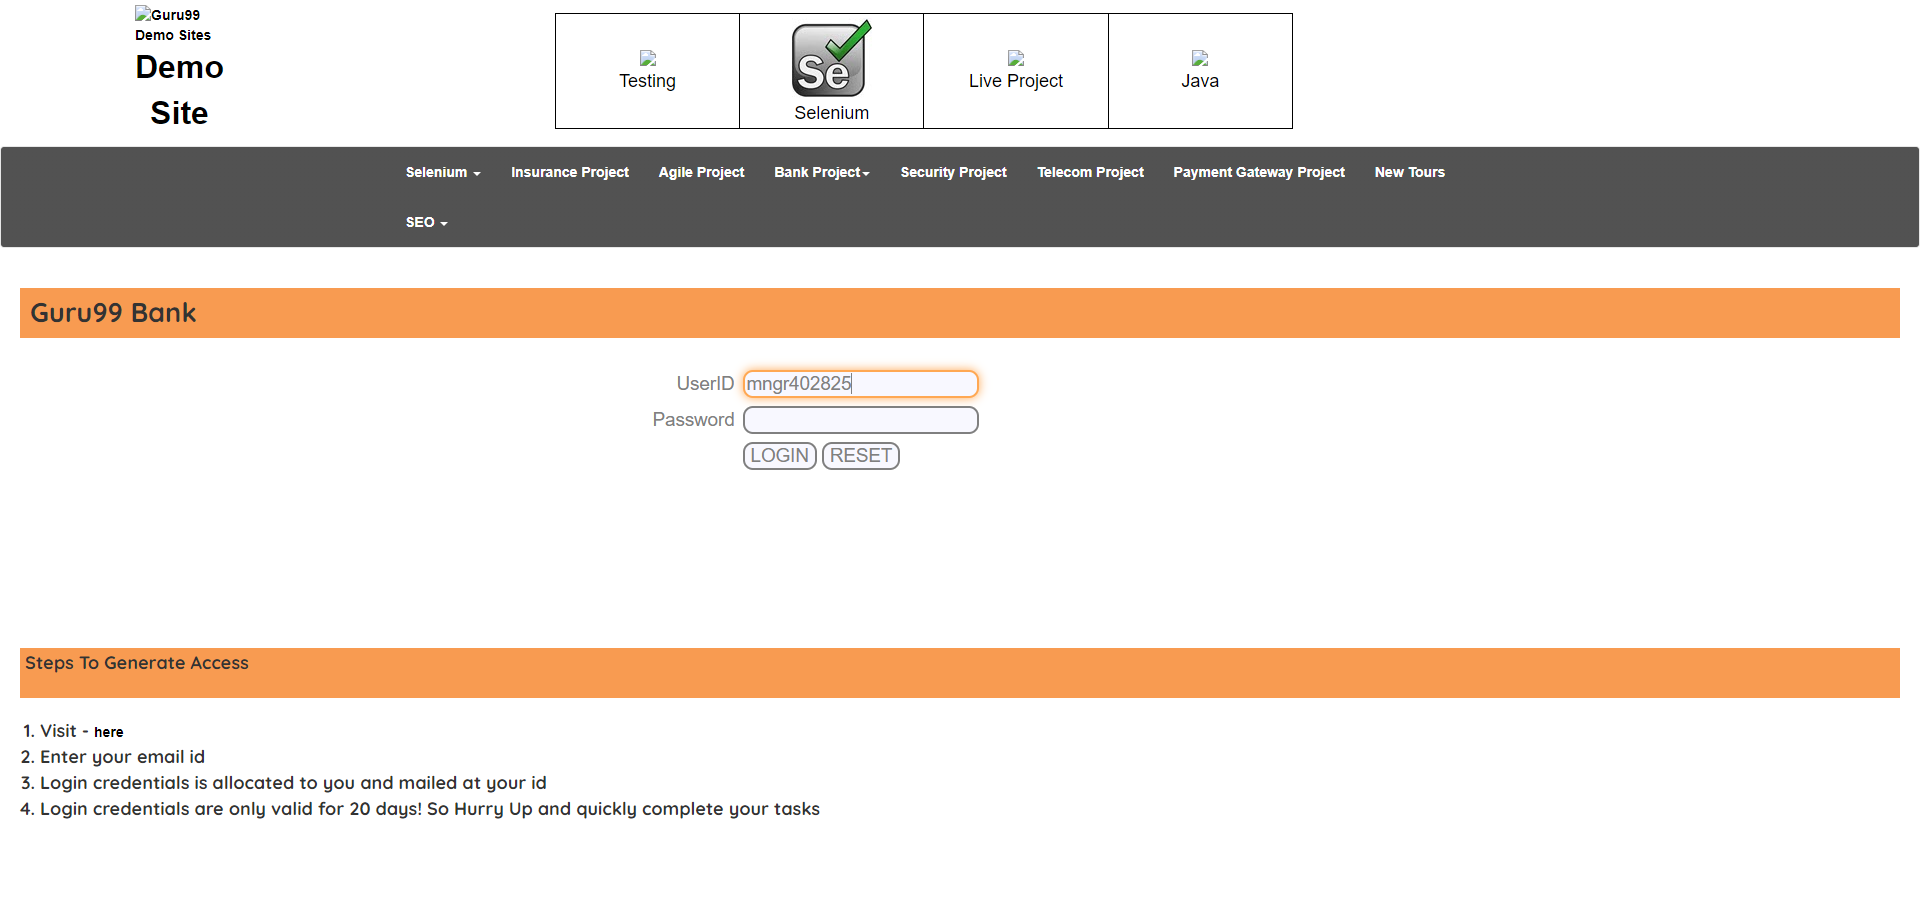 Guru99
Demo Sites
Demo
Site
Testing
Se
Selenium
Live Project
Java
Selenium
Insurance Project
Agile Project
Bank Project
Security Project
Telecom Project
Payment Gateway Project
New Tours
SEO
Guru99 Bank
UserID mngr402825
Password
LOGIN RESET
Steps To Generate Access
1. Visit - here
2. Enter your email id
3. Login credentials is allocated to you and mailed at your id
4. Login credentials are only valid for 20 days! So Hurry Up and quickly complete your tasks